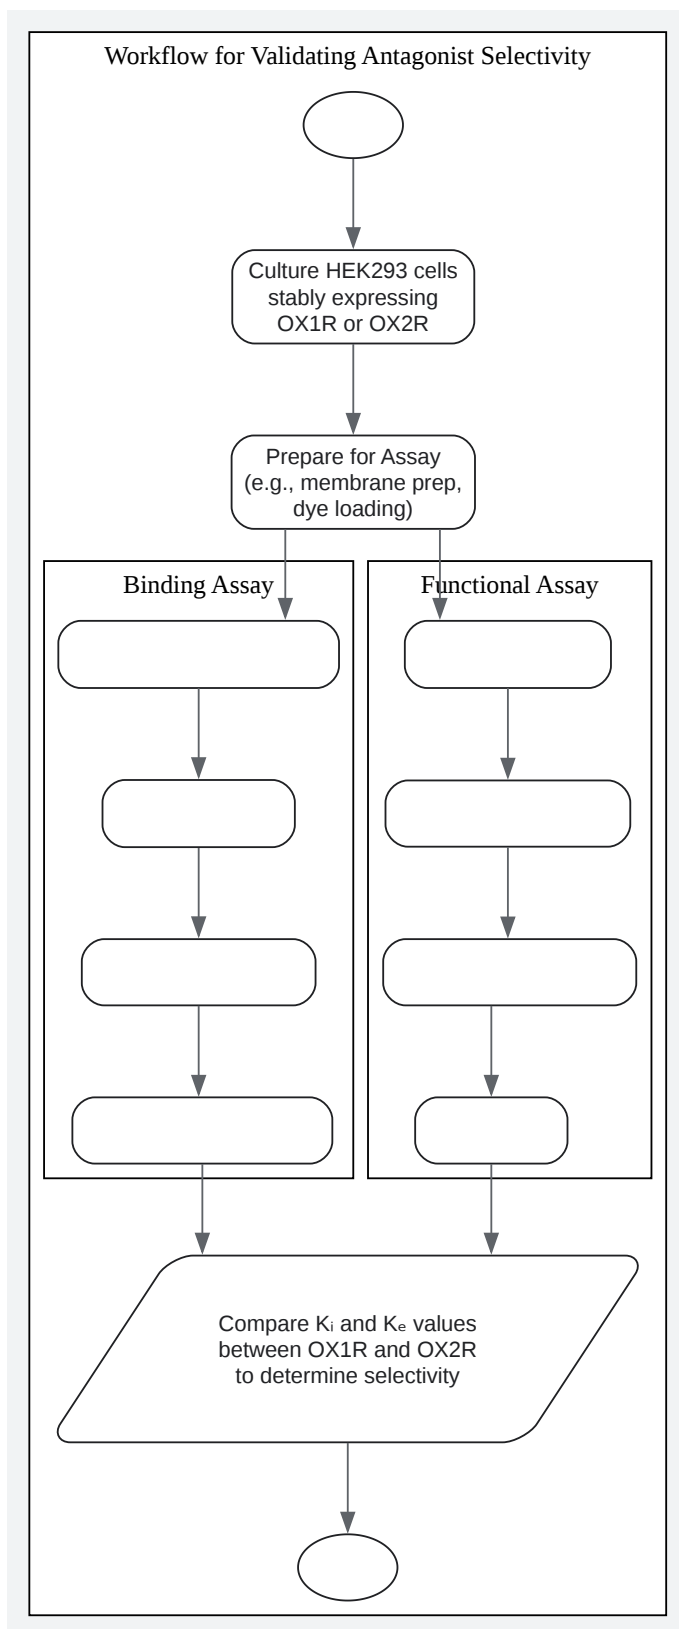 Workflow for Validating Antagonist Selectivity
Culture HEK293 cells
stably expressing
OX1R or OX2R
Prepare for Assay
(e.g., membrane prep,
dye loading)
Binding Assay
Functional Assay
Compare Kᵢ and Kₑ values
between OX1R and OX2R
to determine selectivity